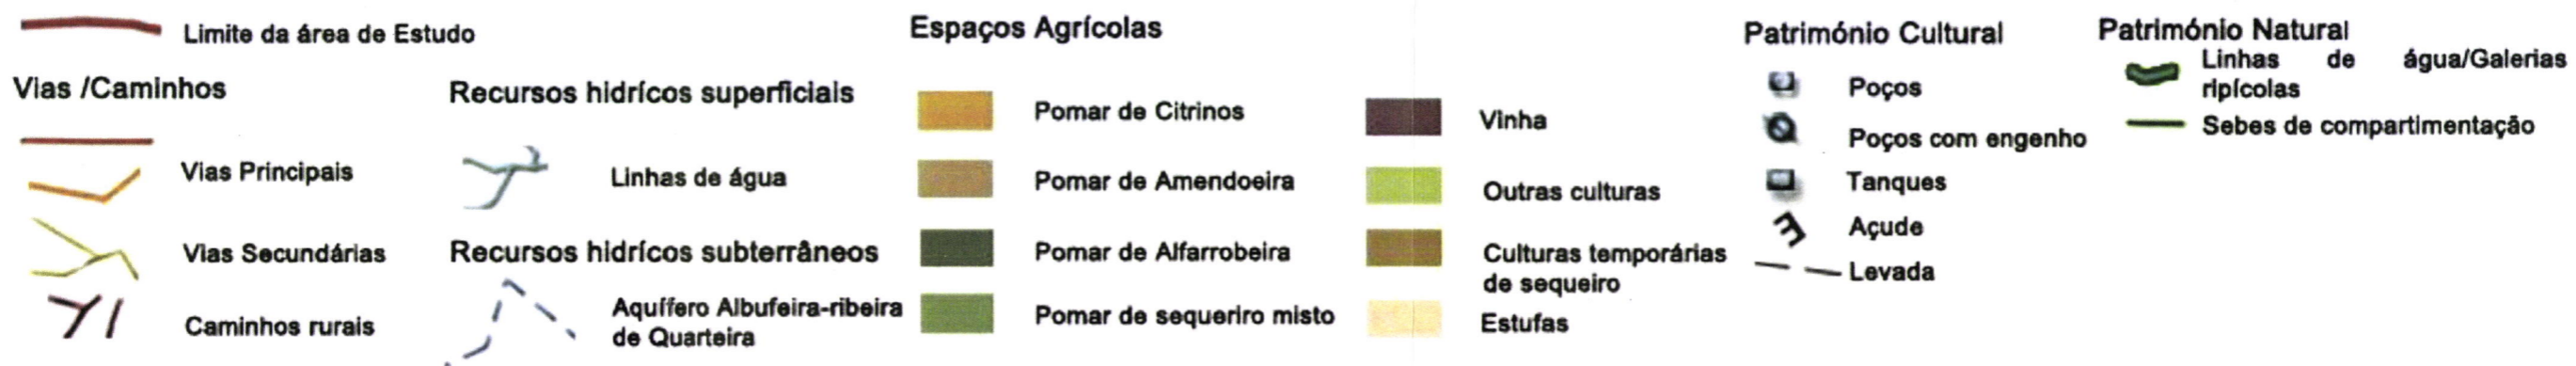 Limite da área de Estudo
Vias /Caminhos
Vias Principais
Vias Secundárias
Caminhos rurais
Recursos hidrícos superficiais
Linhas de água
Recursos hidrícos subterrâneos
Aquífero Albufeira-ribeira
de Quarteira
Espaços Agrícolas
Pomar de Citrinos
Pomar de Amendoeira
Pomar de Alfarrobeira
Pomar de sequeriro misto
Vinha
Outras culturas
Culturas temporárias
de sequeiro
Estufas
Património Cultural
Poços
Poços com engenho
Tanques
Açude
Levada
Património Natural
Linhas de água/Galerias
ripícolas
Sebes de compartimentação